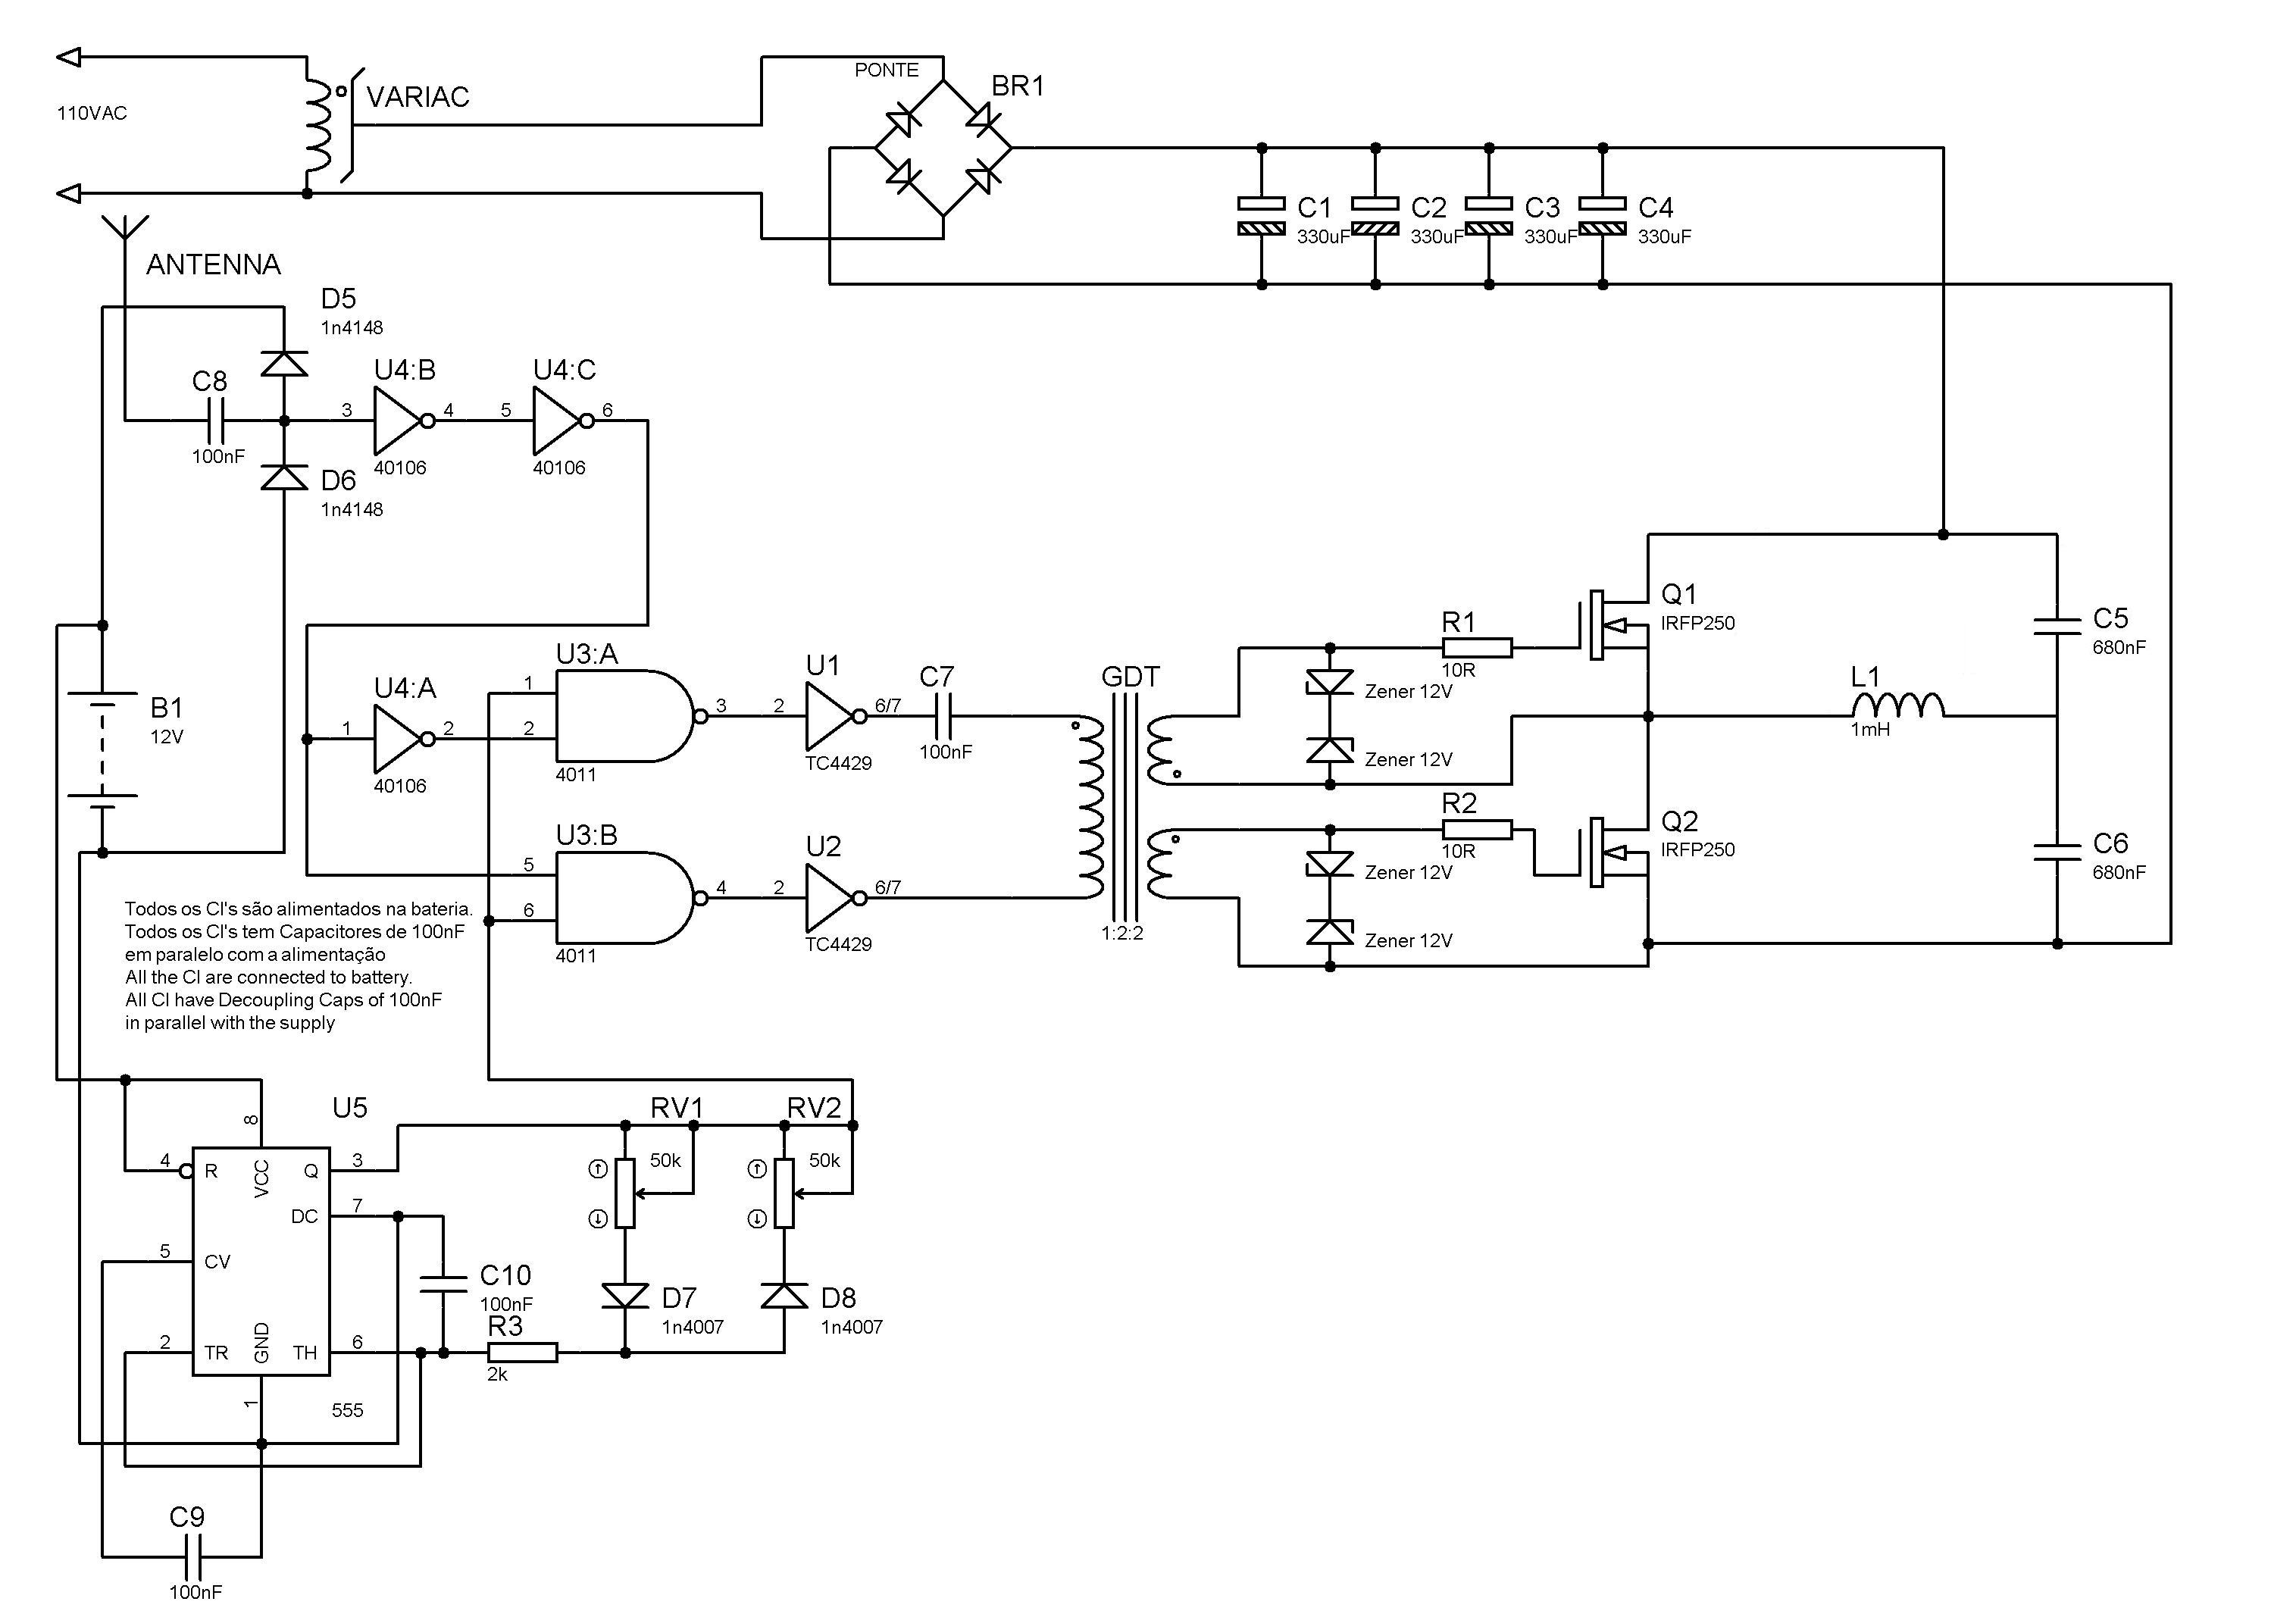 PONTE
BR1
VARIAC
110VAC
C1
330uF
C2
330uF
C3
330uF
C4
330uF
ANTENNA
D5
1n4148
C8
100nF
U4:B
3
4
40106
U4:C
5
6
40106
D6
1n4148
B1
12V
U4:A
1
2
40106
U3:A
1
2
3
4011
U1
2
6/7
TC4429
C7
100nF
GDT
1:2:2
R1
10R
Zener 12V
Zener 12V
Q1
IRFP250
L1
1mH
C5
680nF
U3:B
5
6
4
4011
U2
2
6/7
TC4429
R2
10R
Zener 12V
Zener 12V
Q2
IRFP250
C6
680nF
Todos os CI's são alimentados na bateria.
Todos os CI's tem Capacitores de 100nF
em paralelo com a alimentação
All the CI are connected to battery.
All CI have Decoupling Caps of 100nF
in parallel with the supply
U5
8
VCC
4
R
Q
3
DC
7
5
CV
2
TR
GND
TH
6
1
555
RV1
50k
RV2
50k
C10
100nF
R3
2k
D7
1n4007
D8
1n4007
C9
100nF